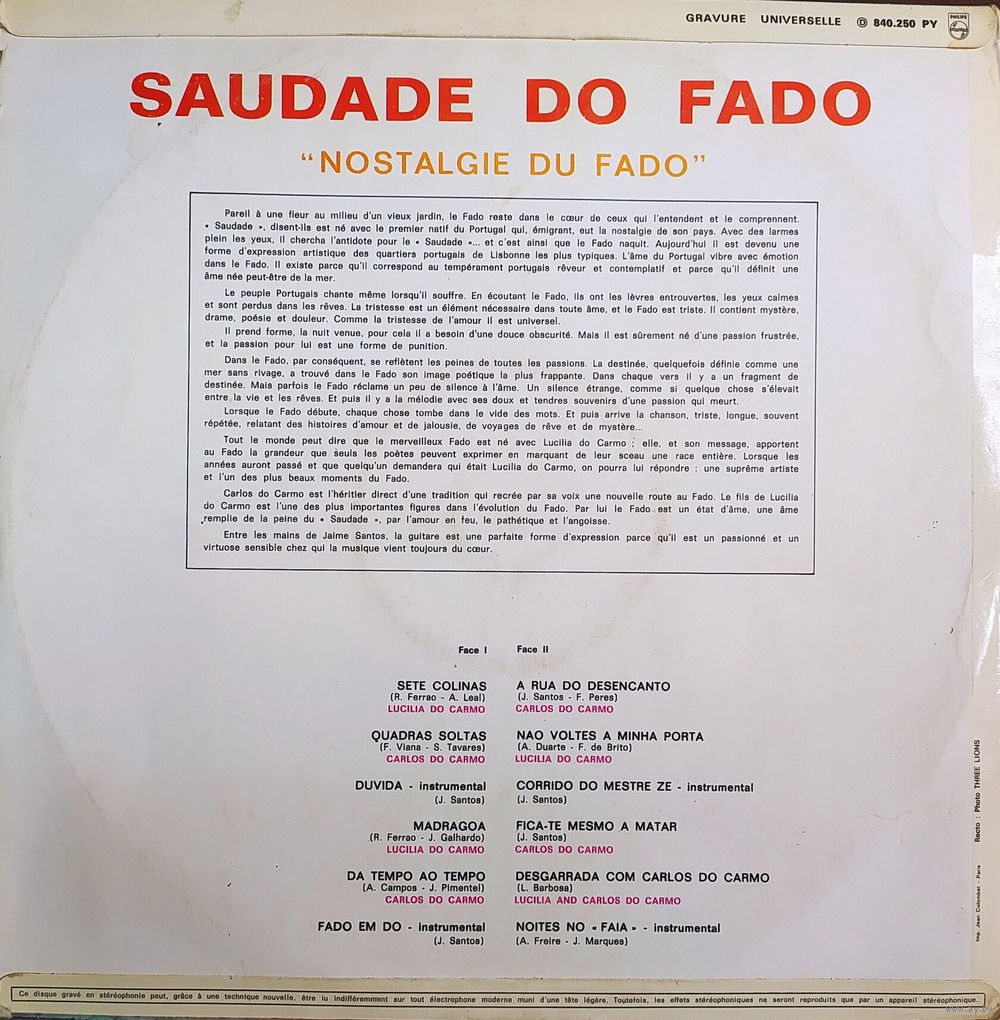 GRAVURE UNIVERSELLE Ⓓ 840.250 PY
PHILIPS
SAUDADE DO FADO
“NOSTALGIE DU FADO”
Pareil à une fleur au milieu d'un vieux jardin, le Fado reste dans le cœur de ceux qui l'entendent et le comprennent.
« Saudade », disent-ils est né avec le premier natif du Portugal qui, émigrant, eut la nostalgie de son pays. Avec des larmes
plein les yeux, il chercha l'antidote pour le « Saudade »... et c'est ainsi que le Fado naquit. Aujourd'hui il est devenu une
forme d'expression artistique des quartiers portugais de Lisbonne les plus typiques. L'âme du Portugal vibre avec émotion
dans le Fado. Il existe parce qu'il correspond au tempérament portugais rêveur et contemplatif et parce qu'il définit une
âme née peut-être de la mer.
Le peuple Portugais chante même lorsqu'il souffre. En écoutant le Fado, ils ont les lèvres entrouvertes, les yeux calmes
et sont perdus dans les rêves. La tristesse est un élément nécessaire dans toute âme, et le Fado est triste. Il contient mystère,
drame, poésie et douleur. Comme la tristesse de l'amour il est universel.
Il prend forme, la nuit venue, pour cela il a besoin d'une douce obscurité. Mais il est sûrement né d'une passion frustrée,
et la passion pour lui est une forme de punition.
Dans le Fado, par conséquent, se reflètent les peines de toutes les passions. La destinée, quelquefois définie comme une
mer sans rivage, a trouvé dans le Fado son image poétique la plus frappante. Dans chaque vers il y a un fragment de
destinée. Mais parfois le Fado réclame un peu de silence à l'âme. Un silence étrange, comme si quelque chose s'élevait
entre la vie et les rêves. Et puis il y a la mélodie avec ses doux et tendres souvenirs d'une passion qui meurt.
Lorsque le Fado débute, chaque chose tombe dans le vide des mots. Et puis arrive la chanson, triste, longue, souvent
répétée, relatant des histoires d'amour et de jalousie, de voyages de rêve et de mystère...
Tout le monde peut dire que le merveilleux Fado est né avec Lucilia do Carmo ; elle, et son message, apportent
au Fado la grandeur que seuls les poètes peuvent exprimer en marquant de leur sceau une race entière. Lorsque les
années auront passé et que quelqu'un demandera qui était Lucilia do Carmo, on pourra lui répondre : une suprême artiste
et l'un des plus beaux moments du Fado.
Carlos do Carmo est l'héritier direct d'une tradition qui recrée par sa voix une nouvelle route au Fado. Le fils de Lucilia
do Carmo est l'une des plus importantes figures dans l'évolution du Fado. Par lui le Fado est un état d'âme, une âme
remplie de la peine du « Saudade », par l'amour en feu, le pathétique et l'angoisse.
Entre les mains de Jaime Santos, la guitare est une parfaite forme d'expression parce qu'il est un passionné et un
virtuose sensible chez qui la musique vient toujours du cœur.
Face I
SETE COLINAS
(R. Ferrao - A. Leal)
LUCILIA DO CARMO
QUADRAS SOLTAS
(F. Viana - S. Tavares)
CARLOS DO CARMO
DUVIDA - instrumental
(J. Santos)
MADRAGOA
(R. Ferrao - J. Galhardo)
LUCILIA DO CARMO
DA TEMPO AO TEMPO
(A. Campos - J. Pimentel)
CARLOS DO CARMO
FADO EM DO - instrumental
(J. Santos)
Face II
A RUA DO DESENCANTO
(J. Santos - F. Peres)
CARLOS DO CARMO
NAO VOLTES A MINHA PORTA
(A. Duarte - F. de Brito)
LUCILIA DO CARMO
CORRIDO DO MESTRE ZE - instrumental
(J. Santos)
FICA-TE MESMO A MATAR
(J. Santos)
CARLOS DO CARMO
DESGARRADA COM CARLOS DO CARMO
(L. Barbosa)
LUCILIA AND CARLOS DO CARMO
NOITES NO « FAIA » - instrumental
(A. Freire - J. Marques)
Imp. Jean Colombat - Paris Recto : Photo THREE LIONS
Ce disque gravé en stéréophonie peut, grâce à une technique nouvelle, être lu indifféremment sur tout électrophone moderne muni d'une tête légère. Toutefois, les effets stéréophoniques ne seront reproduits que par un appareil stéréophonique.
www.ay.by